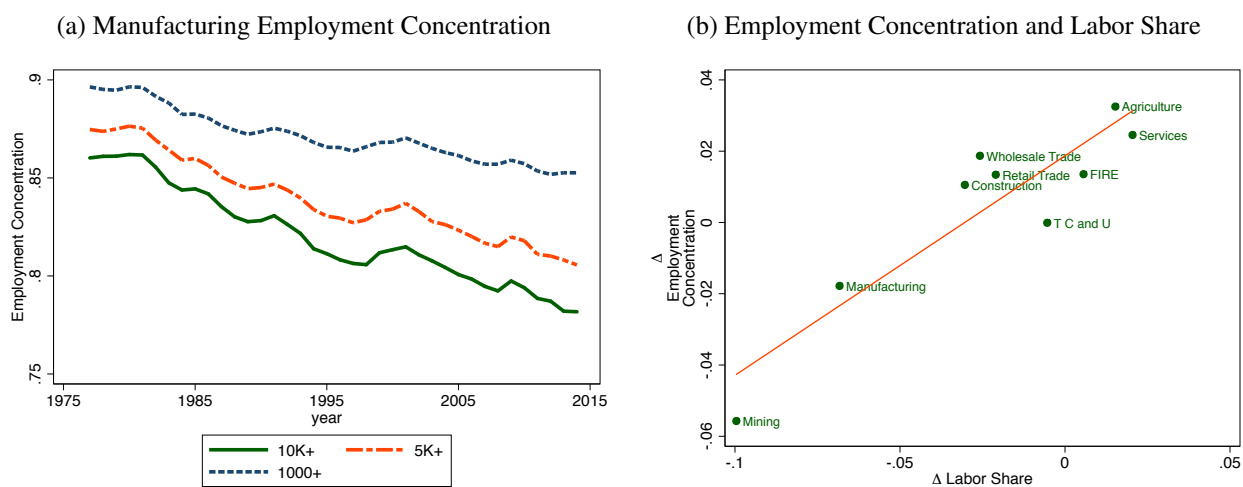 (a) Manufacturing Employment Concentration
Employment Concentration
.9
.85
.8
.75
1975
1985
1995
2005
2015
year
10K+
5K+
1000+
(b) Employment Concentration and Labor Share
Δ
Employment
Concentration
.04
.02
0
-.02
-.04
-.06
Agriculture
Services
Wholesale Trade
Retail Trade
FIRE
Construction
T C and U
Manufacturing
Mining
-.1
-.05
0
.05
Δ Labor Share